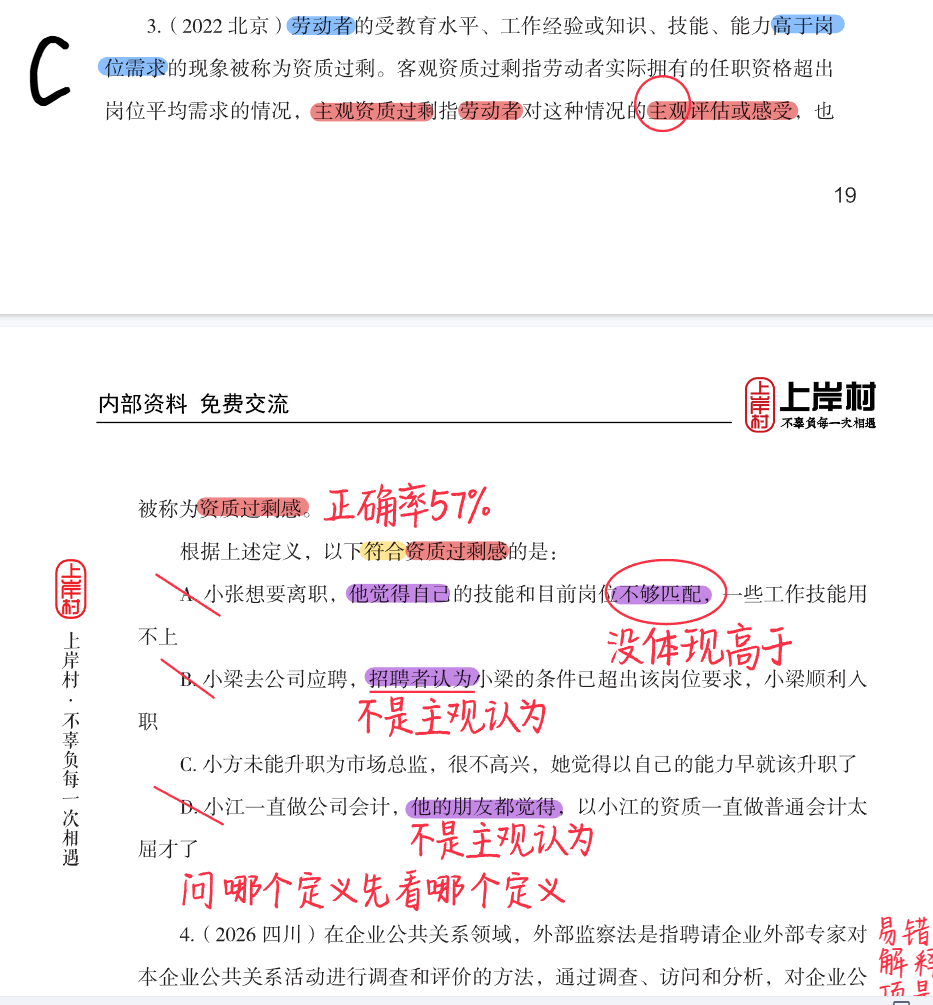 C
3.（2022 北京）劳动者的受教育水平、工作经验或知识、技能、能力高于岗
位需求的现象被称为资质过剩。客观资质过剩指劳动者实际拥有的任职资格超出
岗位平均需求的情况，主观资质过剩指劳动者对这种情况的主观评估或感受，也
19
内部资料 免费交流
上岸村
上岸村
不辜负每一次相遇
被称为资质过剩感。正确率57%
根据上述定义，以下符合资质过剩感的是：
A. 小张想要离职，他觉得自己的技能和目前岗位不够匹配，一些工作技能用
不上
没体现高于
B. 小梁去公司应聘，招聘者认为小梁的条件已超出该岗位要求，小梁顺利入
职
不是主观认为
C. 小方未能升职为市场总监，很不高兴，她觉得以自己的能力早就该升职了
D. 小江一直做公司会计，他的朋友都觉得，以小江的资质一直做普通会计太
屈才了
不是主观认为
问哪个定义先看哪个定义
4.（2026 四川）在企业公共关系领域，外部监察法是指聘请企业外部专家对
本企业公共关系活动进行调查和评价的方法，通过调查、访问和分析，对企业公
易错
解释
项是
上岸村
上岸村·不辜负每一次相遇